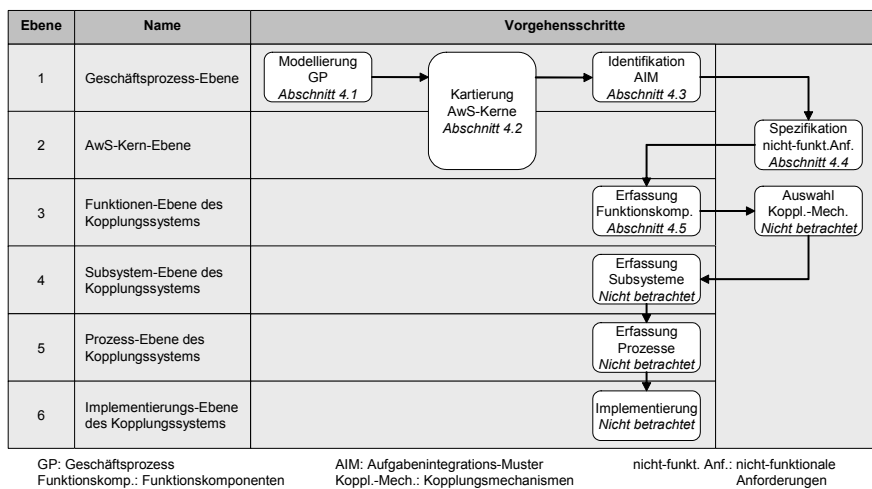 Ebene
Name
Vorgehensschritte
1
Geschäftsprozess-Ebene
Modellierung
GP
Abschnitt 4.1
Kartierung
AwS-Kerne
Abschnitt 4.2
Identifikation
AIM
Abschnitt 4.3
2
AwS-Kern-Ebene
Spezifikation
nicht-funkt.Anf.
Abschnitt 4.4
3
Funktionen-Ebene des
Kopplungssystems
Erfassung
Funktionskomp.
Abschnitt 4.5
Auswahl
Koppl.-Mech.
Nicht betrachtet
4
Subsystem-Ebene des
Kopplungssystems
Erfassung
Subsysteme
Nicht betrachtet
5
Prozess-Ebene des
Kopplungssystems
Erfassung
Prozesse
Nicht betrachtet
6
Implementierungs-Ebene
des Kopplungssystems
Implementierung
Nicht betrachtet
GP: Geschäftsprozess
Funktionskomp.: Funktionskomponenten
AIM: Aufgabenintegrations-Muster
Koppl.-Mech.: Kopplungsmechanismen
nicht-funkt. Anf.: nicht-funktionale
Anforderungen